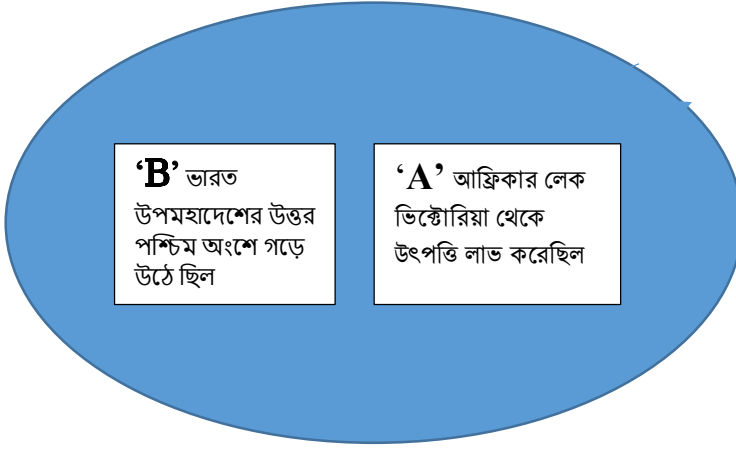 ‘B’ ভারত
উপমহাদেশের উত্তর
পশ্চিম অংশে গড়ে
উঠে ছিল
‘A’ আফ্রিকার লেক
ভিক্টোরিয়া থেকে
উৎপত্তি লাভ করেছিল